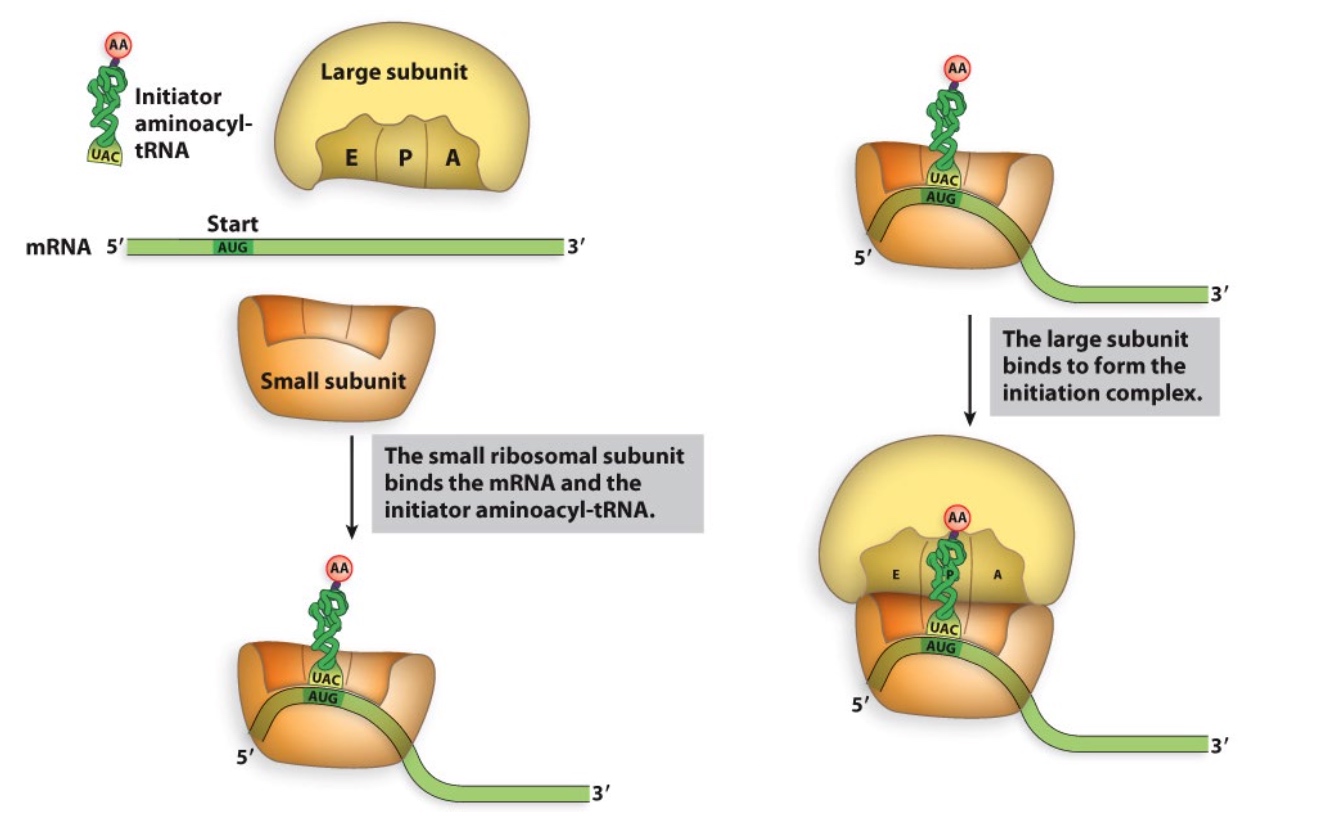 AA
Initiator
aminoacyl-
tRNA
UAC
Large subunit
E P A
Start
mRNA 5′ AUG 3′
Small subunit
The small ribosomal subunit
binds the mRNA and the
initiator aminoacyl-tRNA.
AA
UAC
AUG
5′
3′
AA
UAC
AUG
5′
3′
The large subunit
binds to form the
initiation complex.
AA
E P A
UAC
AUG
5′
3′